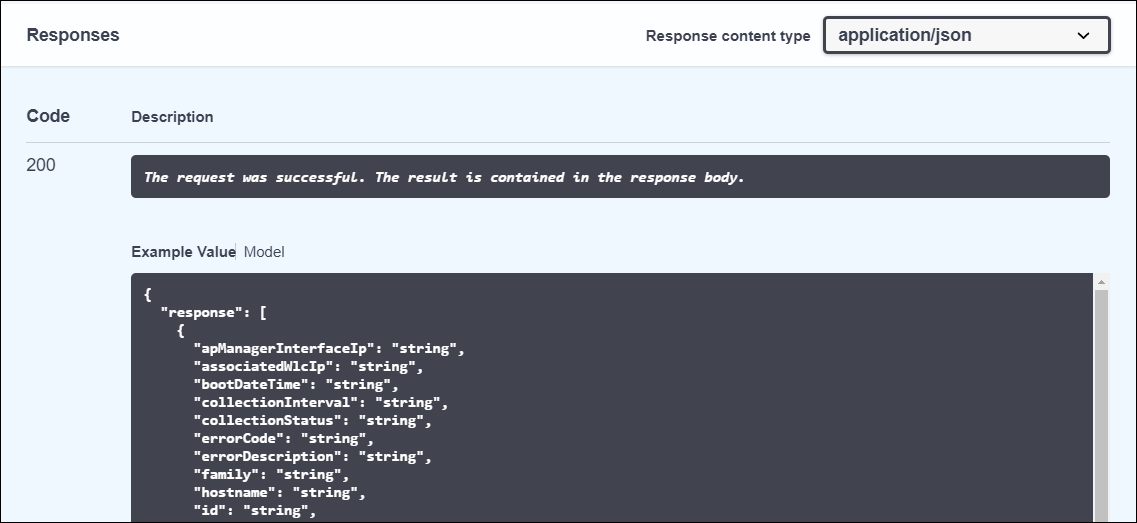 Responses
Response content type application/json
Code Description
200 The request was successful. The result is contained in the response body.
Example Value Model
{
  "response": [
    {
      "apManagerInterfaceIp": "string",
      "associatedWlcIp": "string",
      "bootDateTime": "string",
      "collectionInterval": "string",
      "collectionStatus": "string",
      "errorCode": "string",
      "errorDescription": "string",
      "family": "string",
      "hostname": "string",
      "id": "string",